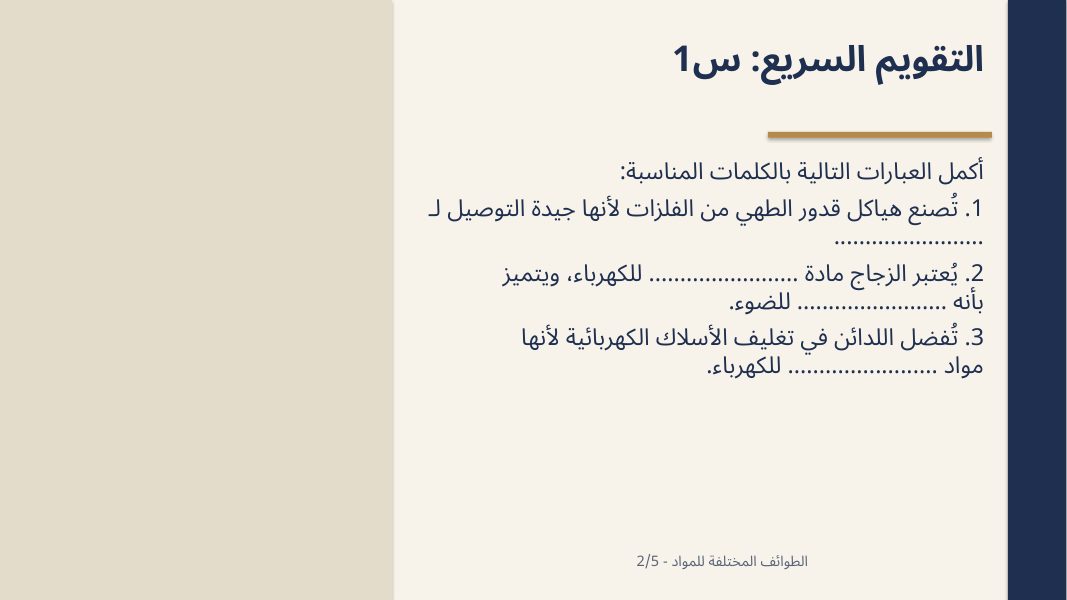 التقويم السريع: س1
أكمل العبارات التالية بالكلمات المناسبة:
1. تُصنع هياكل قدور الطهي من الفلزات لأنها جيدة التوصيل لـ
........................
2. يُعتبر الزجاج مادة ........................ للكهرباء، ويتميز
بأنه ........................ للضوء.
3. تُفضل اللدائن في تغليف الأسلاك الكهربائية لأنها
مواد ........................ للكهرباء.
الطوائف المختلفة للمواد - 2/5